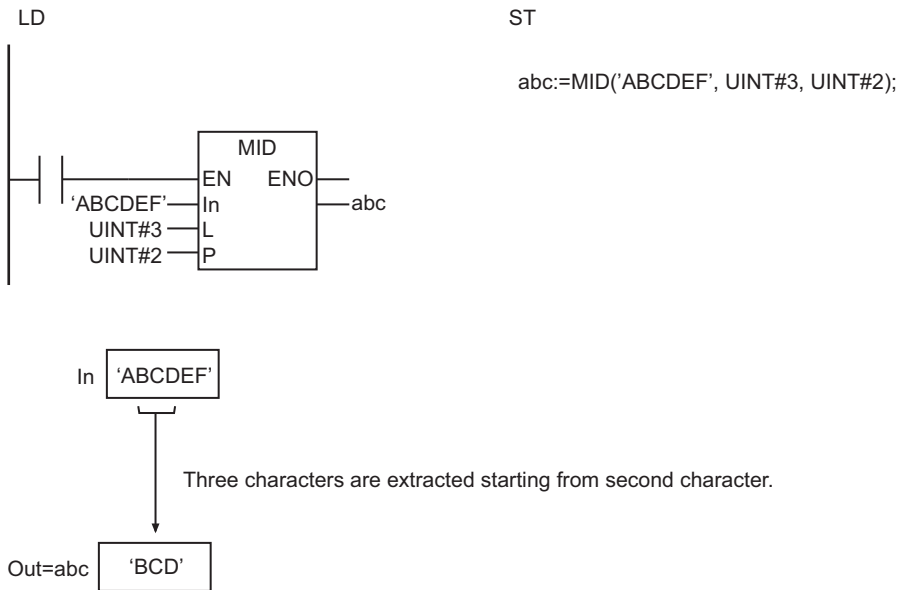 LD
ST
abc:=MID('ABCDEF', UINT#3, UINT#2);
MID
EN ENO
‘ABCDEF’ In abc
UINT#3 L
UINT#2 P
In ‘ABCDEF’
Three characters are extracted starting from second character.
Out=abc ‘BCD’